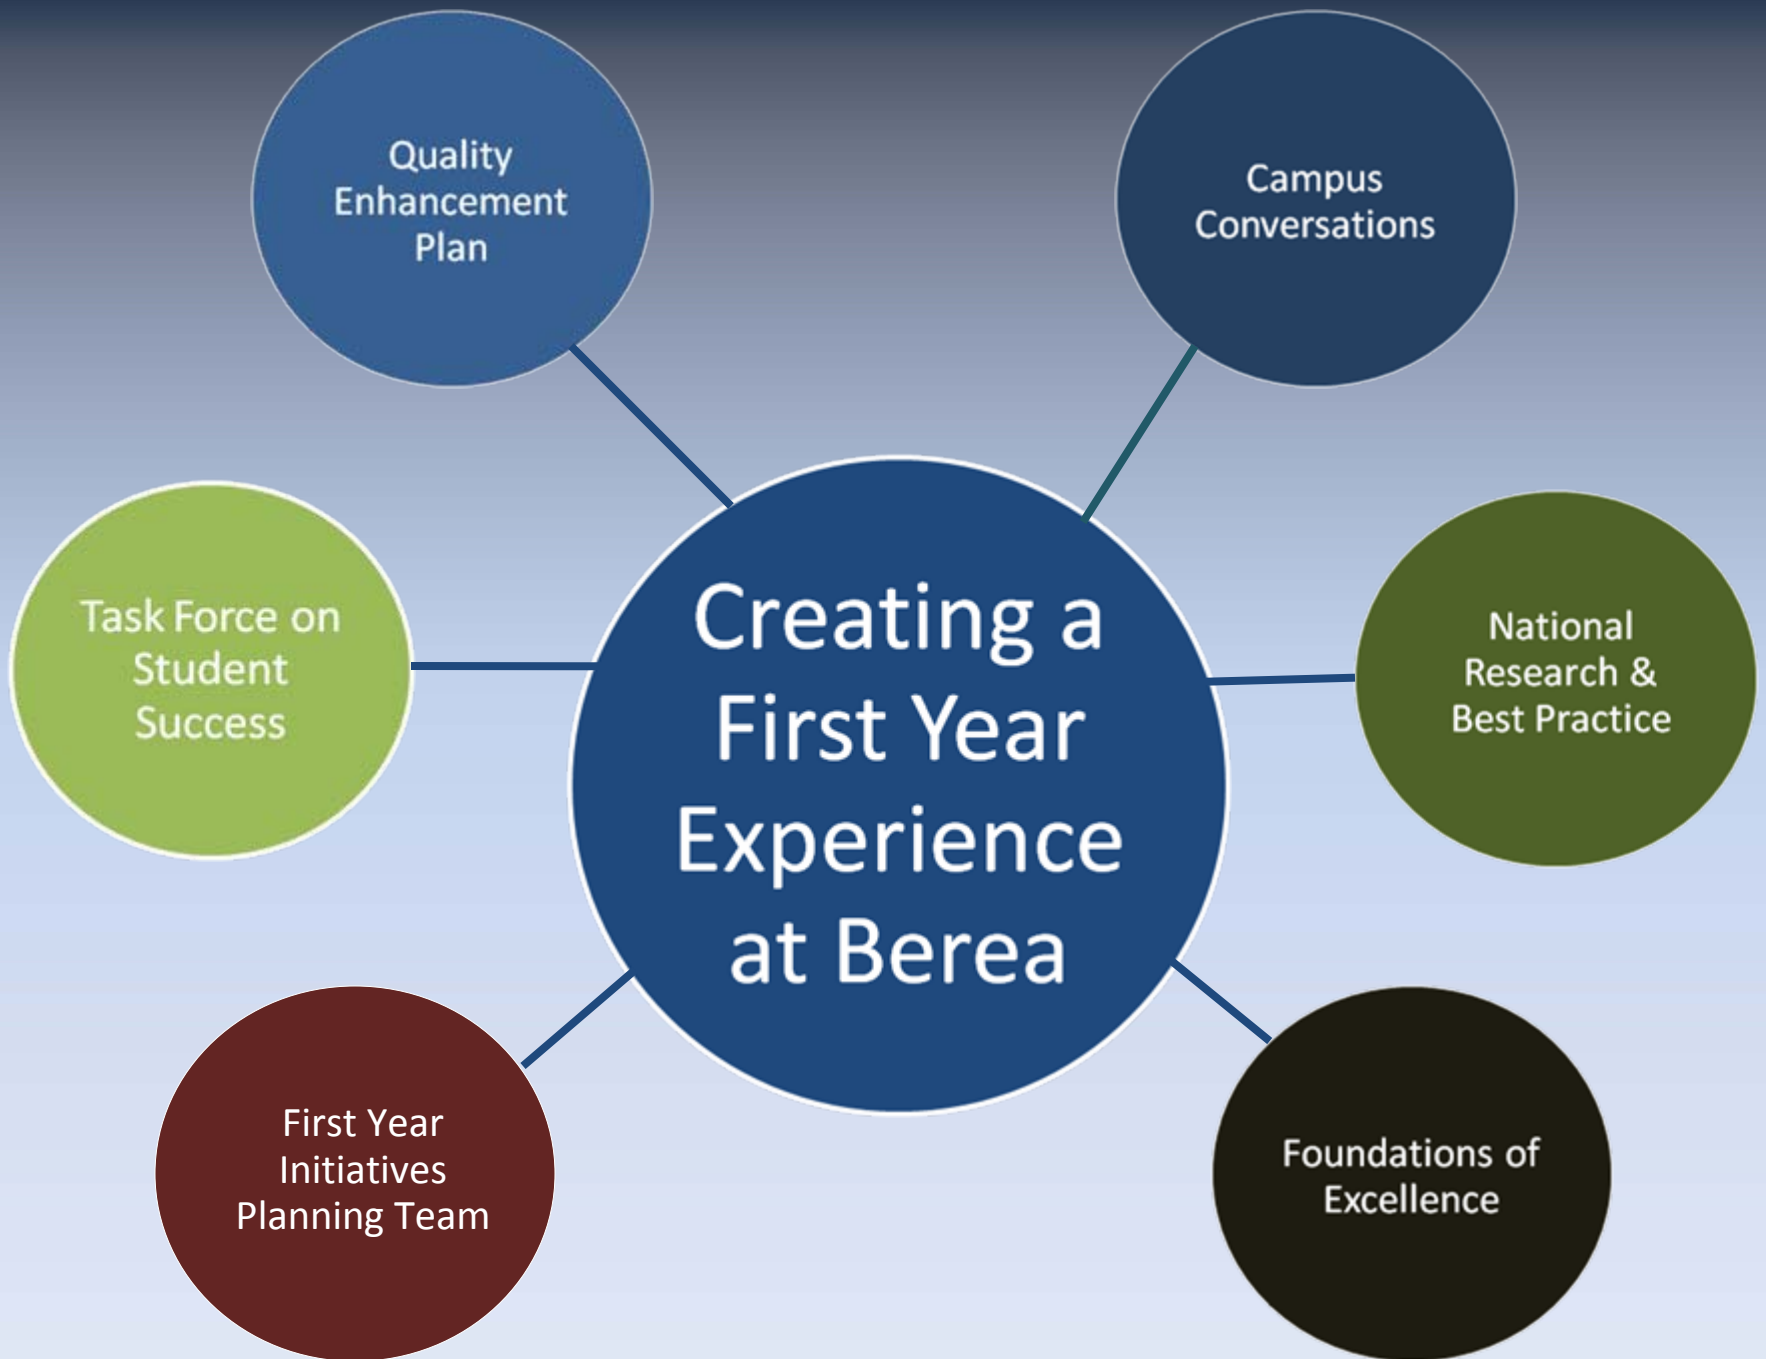 Quality
Enhancement
Plan
Campus
Conversations
Task Force on
Student
Success
Creating a
First Year
Experience
at Berea
National
Research &
Best Practice
First Year
Initiatives
Planning Team
Foundations of
Excellence